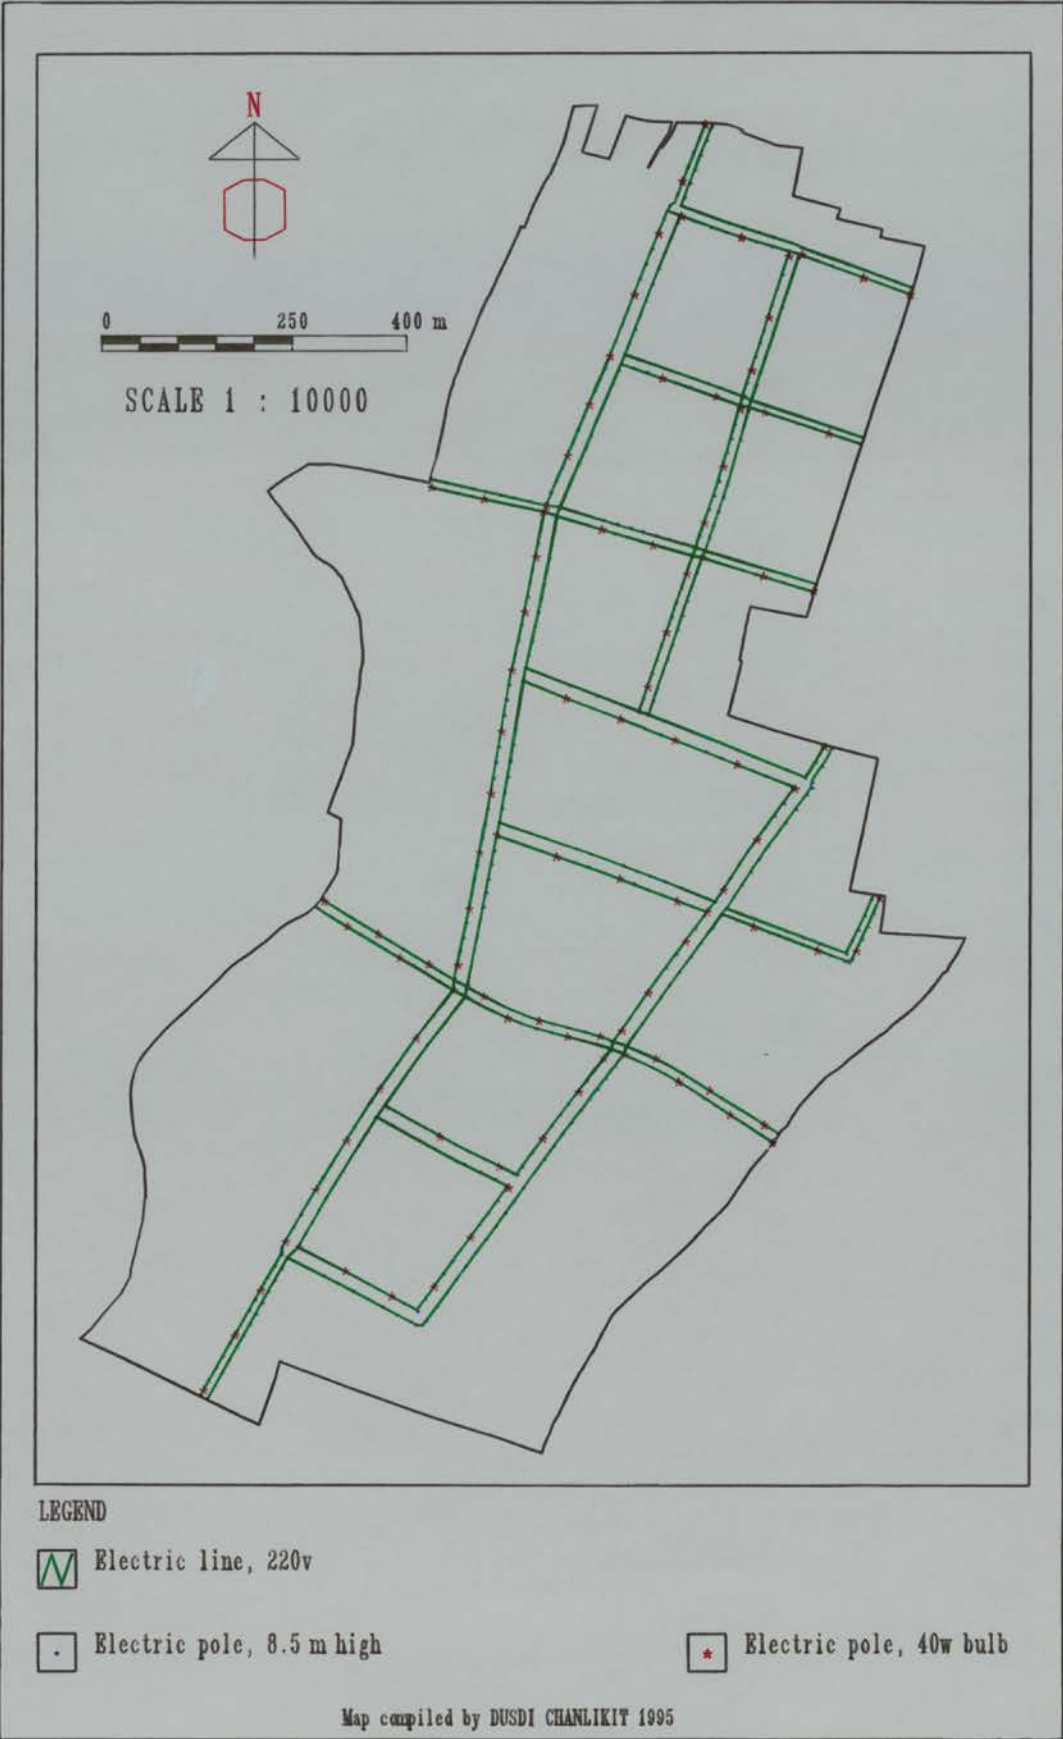 N
0 250 400 m
SCALE 1 : 10000
LEGEND
Electric line, 220v
Electric pole, 8.5 m high
Electric pole, 40w bulb
Map compiled by DUSDI CHANLIKIT 1995